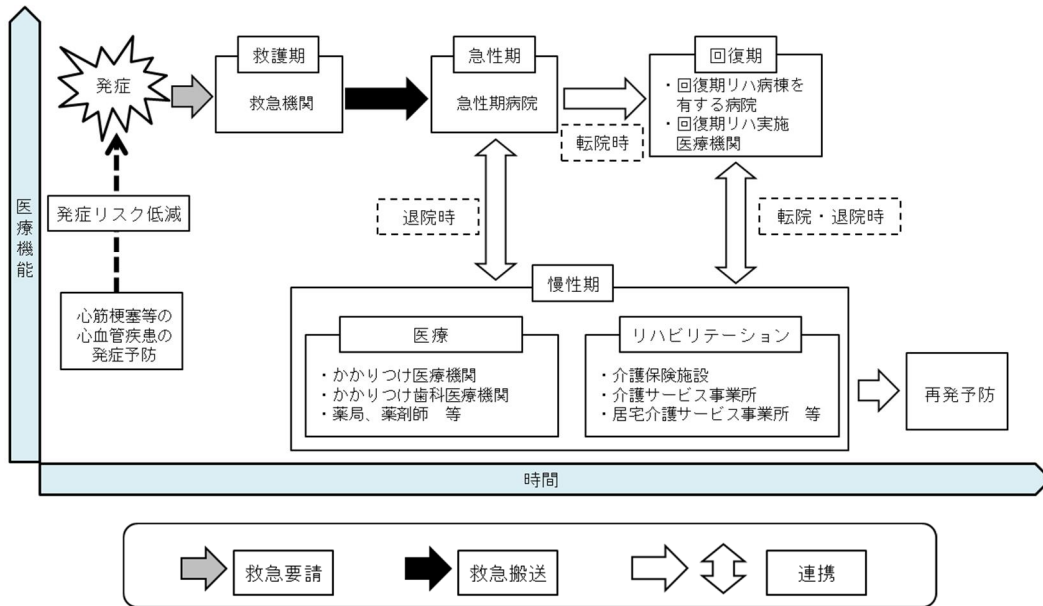 発症
救護期
救急機関
急性期
急性期病院
転院時
回復期
・回復期リハ病棟を
有する病院
・回復期リハ実施
医療機関
医療機能
発症リスク低減
退院時
転院・退院時
心筋梗塞等の
心血管疾患の
発症予防
慢性期
医療
・かかりつけ医療機関
・かかりつけ歯科医療機関
・薬局、薬剤師　等
リハビリテーション
・介護保険施設
・介護サービス事業所
・居宅介護サービス事業所　等
再発予防
時間
救急要請
救急搬送
連携